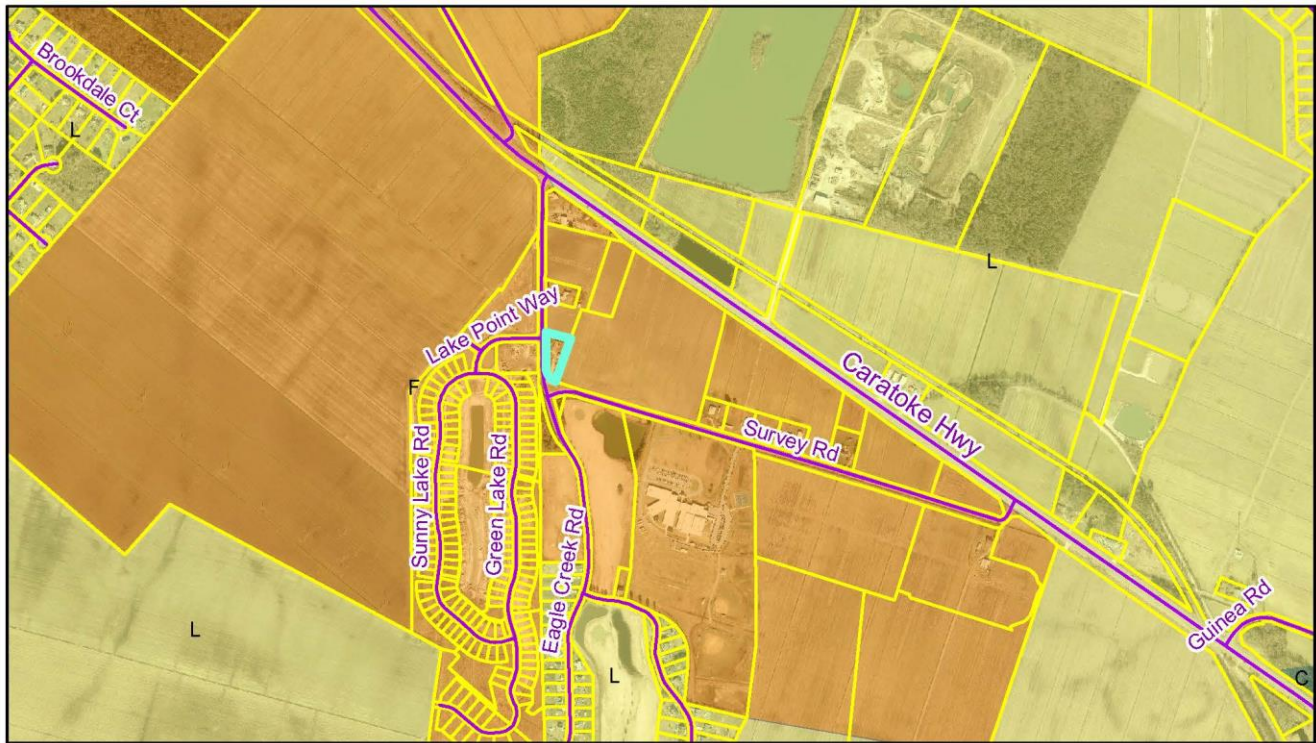 Brookdale Ct
L
L
Lake Point Way
F
Caratoke Hwy
Survey Rd
Sunny Lake Rd
Green Lake Rd
Eagle Creek Rd
Guinea Rd
L
L
C